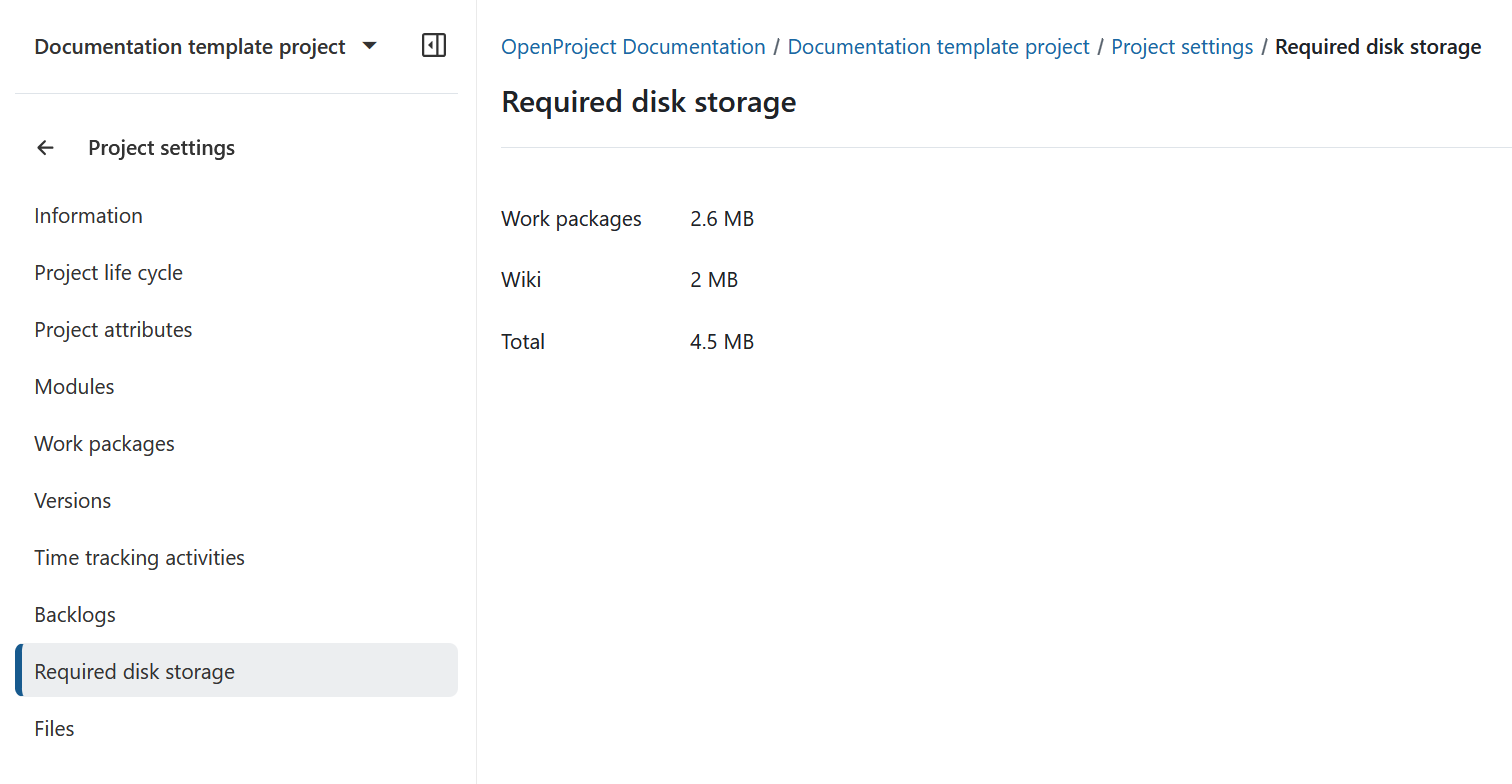 Documentation template project
Project settings
Information
Project life cycle
Project attributes
Modules
Work packages
Versions
Time tracking activities
Backlogs
Required disk storage
Files
OpenProject Documentation / Documentation template project / Project settings / Required disk storage
Required disk storage
Work packages 2.6 MB
Wiki 2 MB
Total 4.5 MB